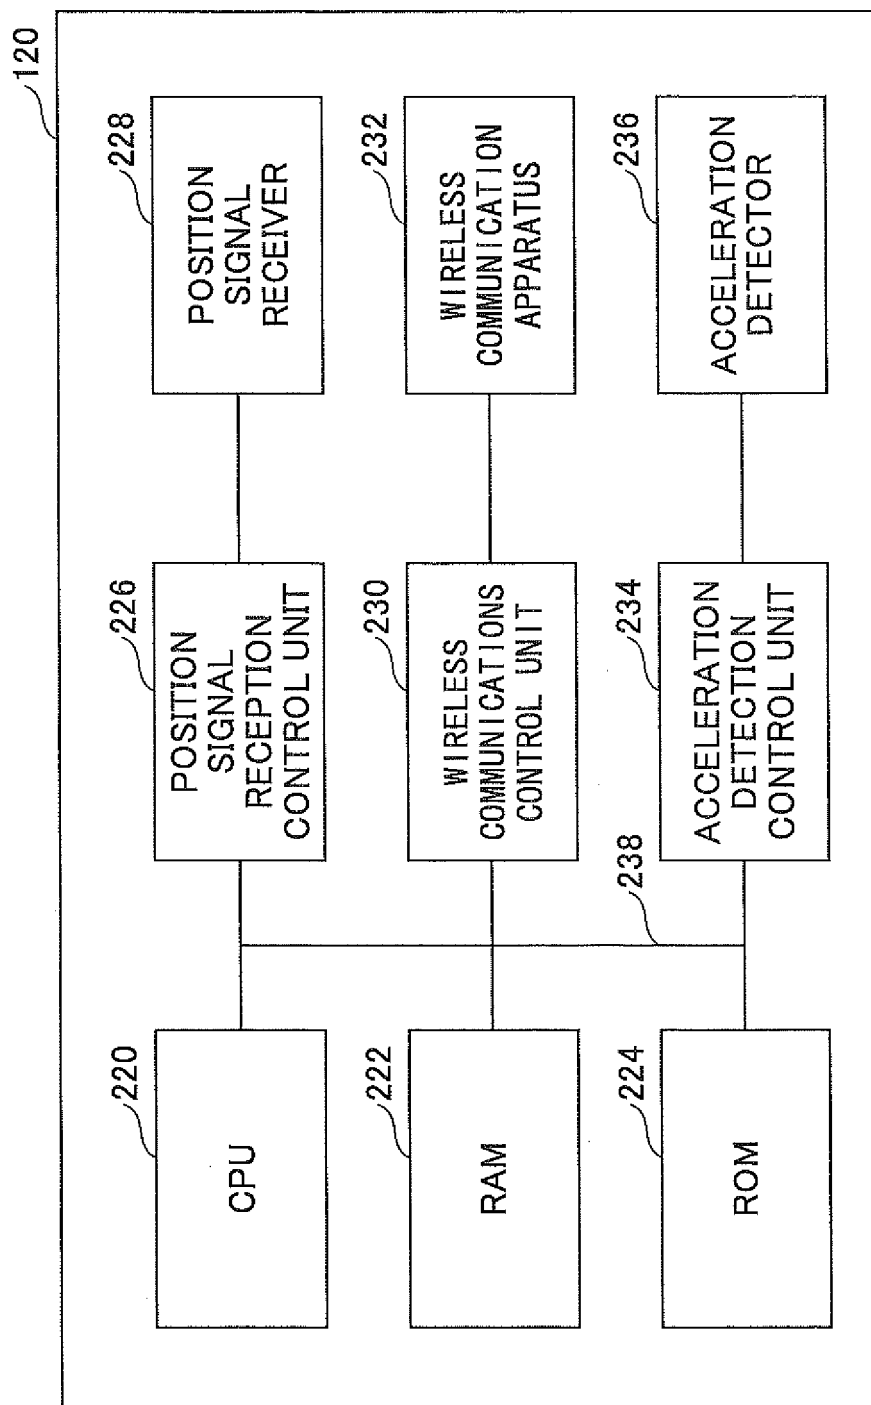 120
220
CPU
226
POSITION
SIGNAL
RECEPTION
CONTROL UNIT
228
POSITION
SIGNAL
RECEIVER
222
RAM
230
WIRELESS
COMMUNICATIONS
CONTROL UNIT
232
WIRELESS
COMMUNICATION
APPARATUS
224
ROM
238
234
ACCELERATION
DETECTION
CONTROL UNIT
236
ACCELERATION
DETECTOR